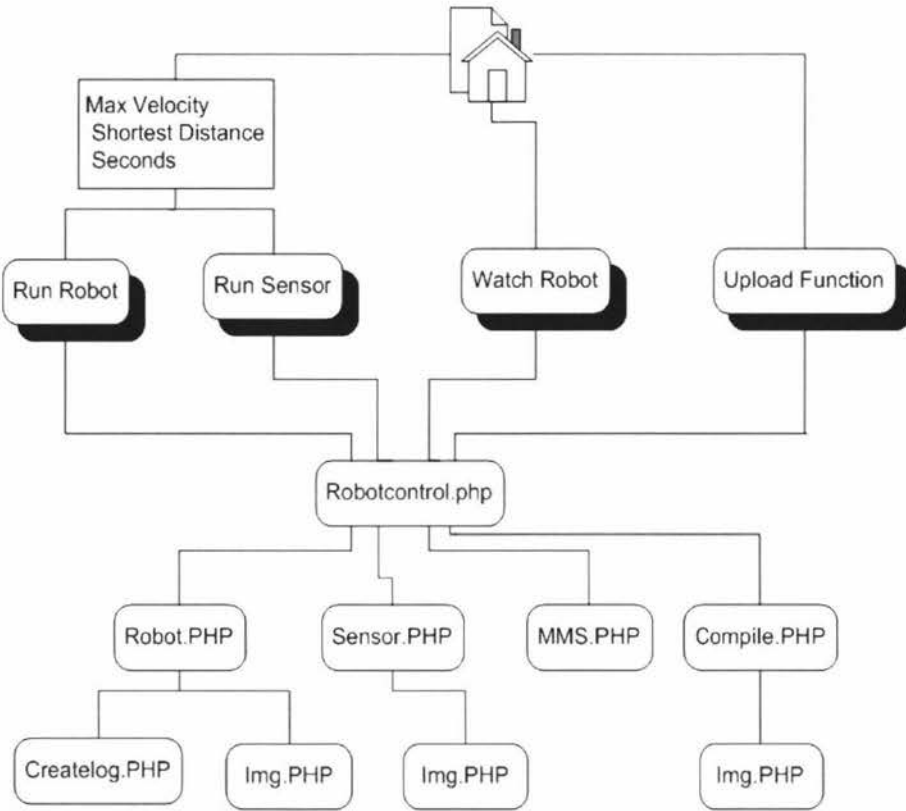 Max Velocity
Shortest Distance
Seconds
Run Robot
Run Sensor
Watch Robot
Upload Function
Robotcontrol.php
Robot.PHP
Sensor.PHP
MMS.PHP
Compile.PHP
Createlog.PHP
Img.PHP
Img.PHP
Img.PHP